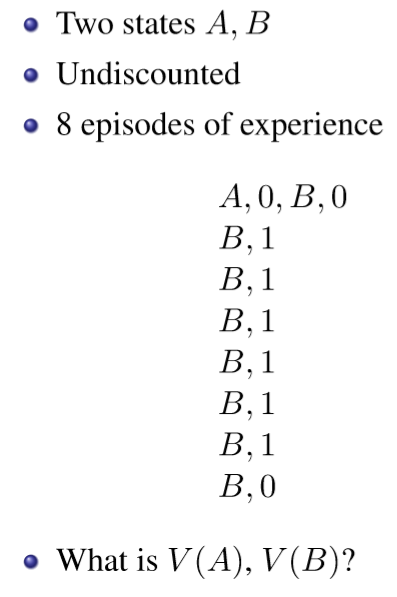 Two states A, B
Undiscounted
8 episodes of experience
A, 0, B, 0
B, 1
B, 1
B, 1
B, 1
B, 1
B, 1
B, 0
What is V(A), V(B)?